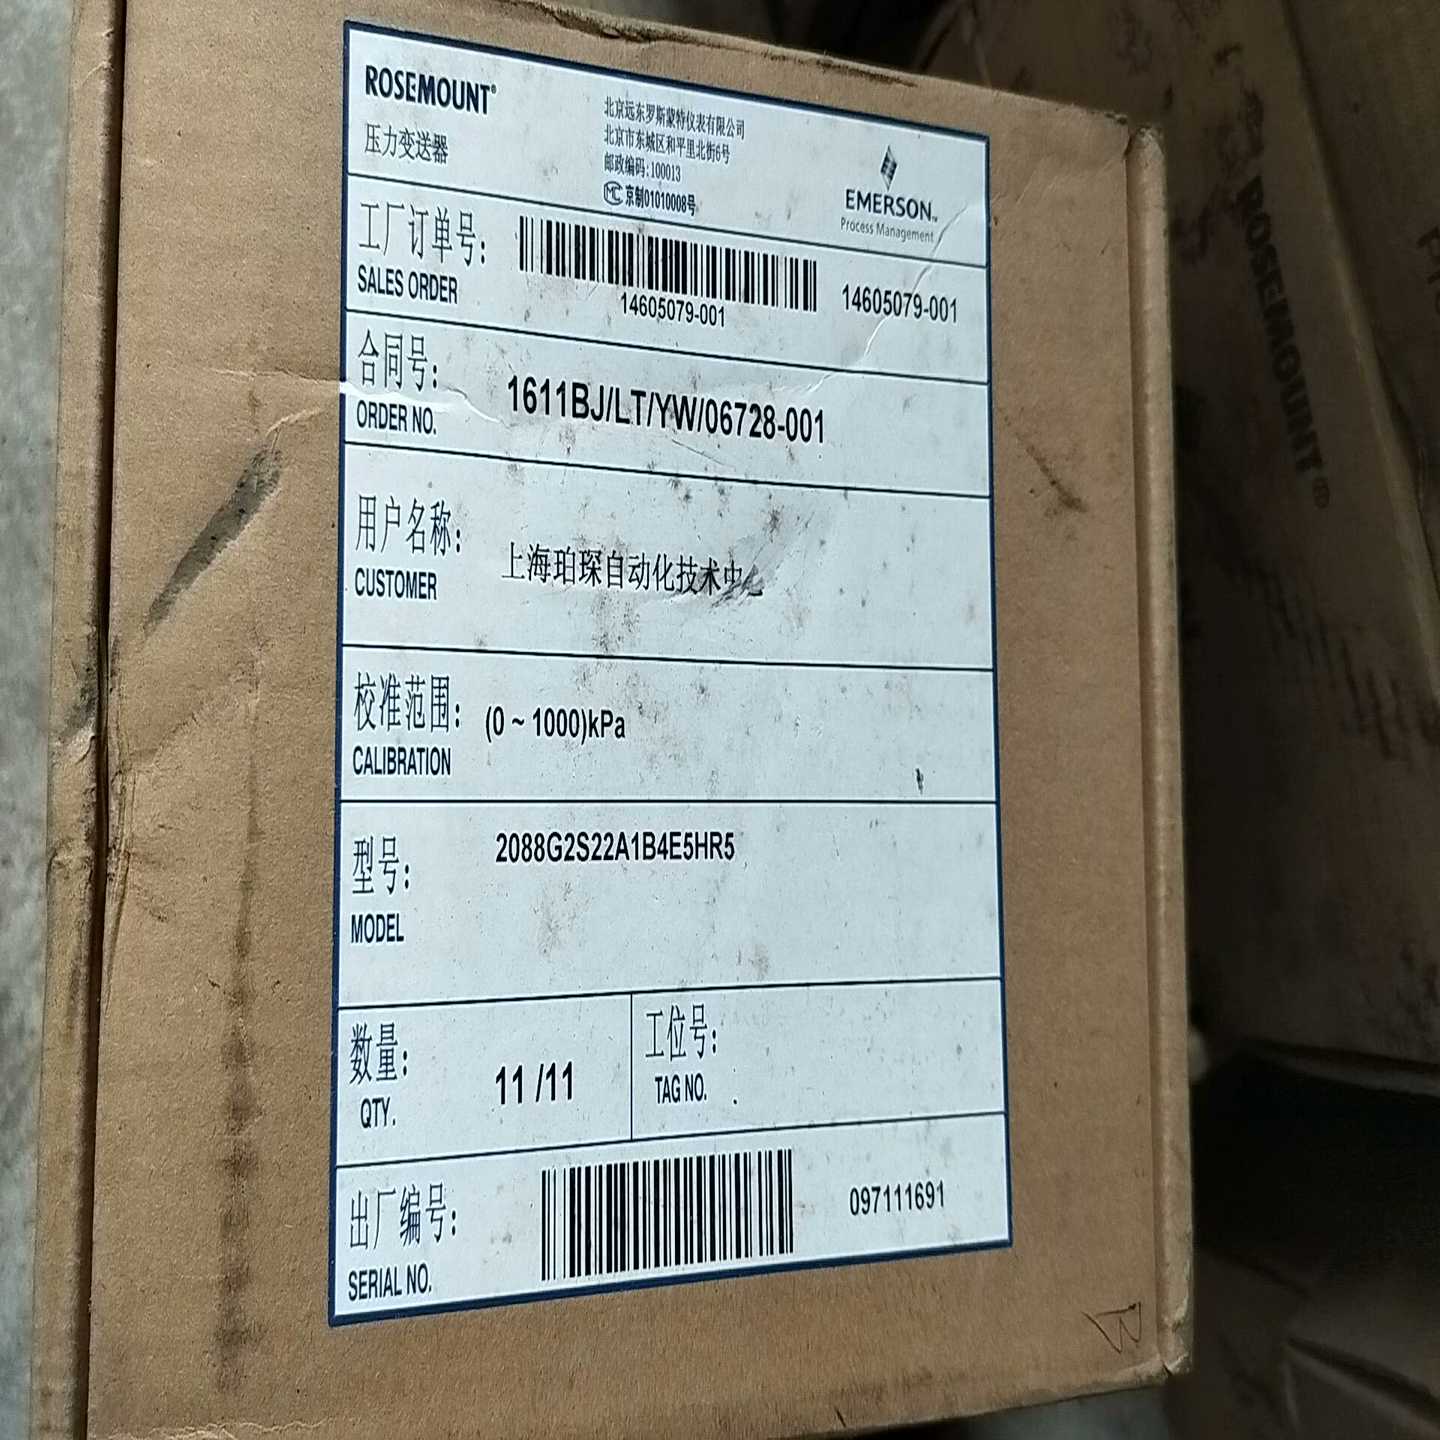 ROSEMOUNT®
压力变送器
北京远东罗斯蒙特仪表有限公司
北京市东城区和平里北街6号
邮政编码:100013
MC 京制01010008号
EMERSON™
Process Management
工厂订单号:
SALES ORDER
14605079-001
14605079-001
合同号:
ORDER NO.
1611BJ/LT/YW/06728-001
用户名称:
CUSTOMER
上海珀琛自动化技术中心
校准范围:
CALIBRATION
(0 ~ 1000)kPa
型号:
MODEL
2088G2S22A1B4E5HR5
数量:
QTY.
11 /11
工位号:
TAG NO.
.
出厂编号:
SERIAL NO.
097111691
ROSEMOUNT®